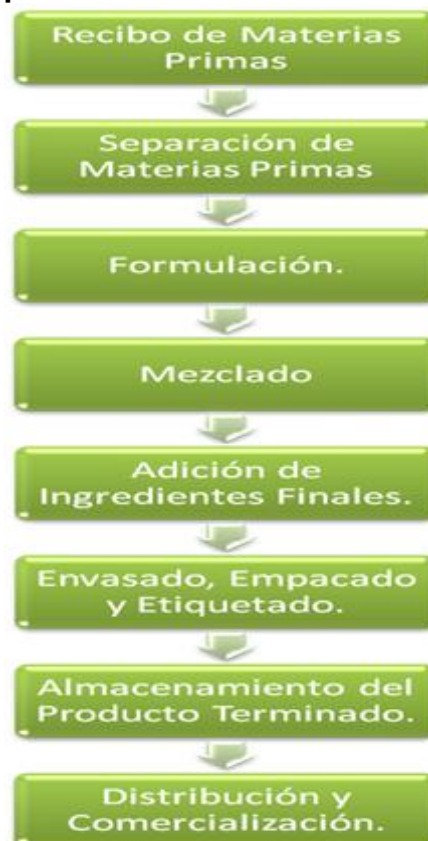 Recibo de Materias
Primas
Separación de
Materias Primas
Formulación.
Mezclado
Adición de
Ingredientes Finales.
Envasado, Empacado
y Etiquetado.
Almacenamiento del
Producto Terminado.
Distribución y
Comercialización.